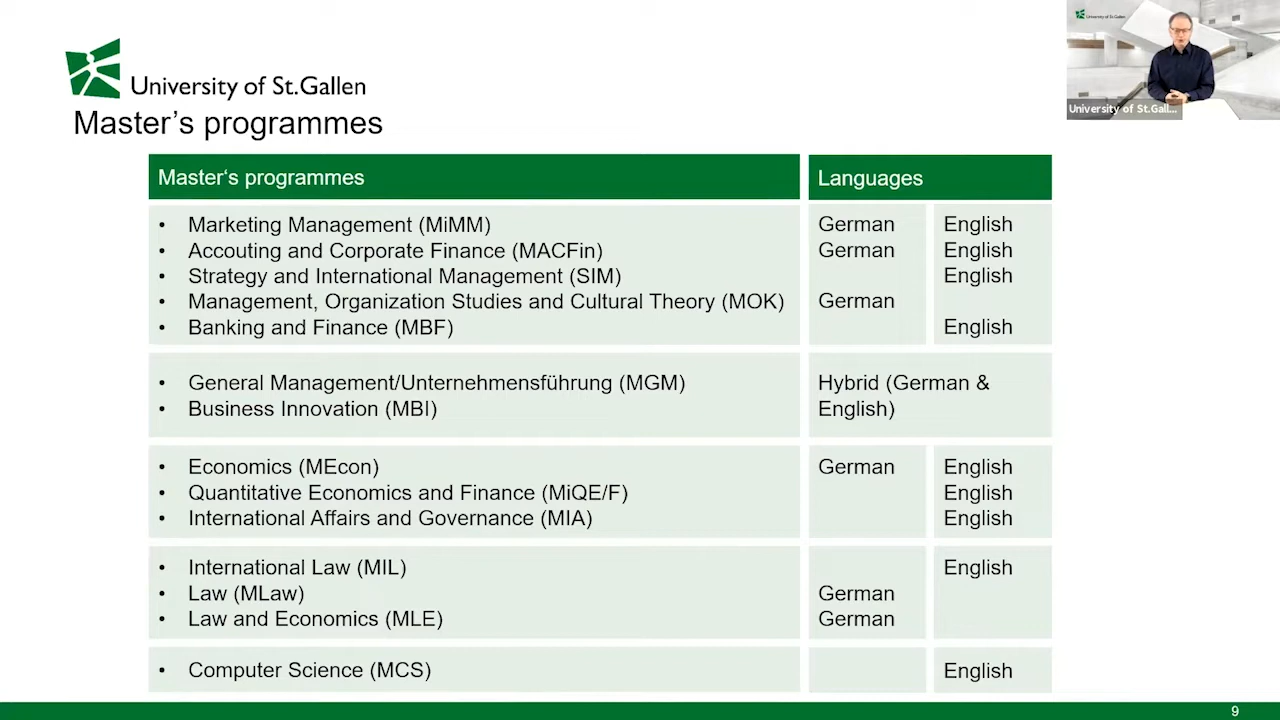 University of St.Gallen
Master's programmes
University of St.Gallen
University of St.Gall...
Master‘s programmes
Languages
• Marketing Management (MiMM) German English
• Accouting and Corporate Finance (MACFin) German English
• Strategy and International Management (SIM) English
• Management, Organization Studies and Cultural Theory (MOK) German
• Banking and Finance (MBF) English
• General Management/Unternehmensführung (MGM)
• Business Innovation (MBI)
Hybrid (German &
English)
• Economics (MEcon) German English
• Quantitative Economics and Finance (MiQE/F) English
• International Affairs and Governance (MIA) English
• International Law (MIL) English
• Law (MLaw) German
• Law and Economics (MLE) German
• Computer Science (MCS) English
9